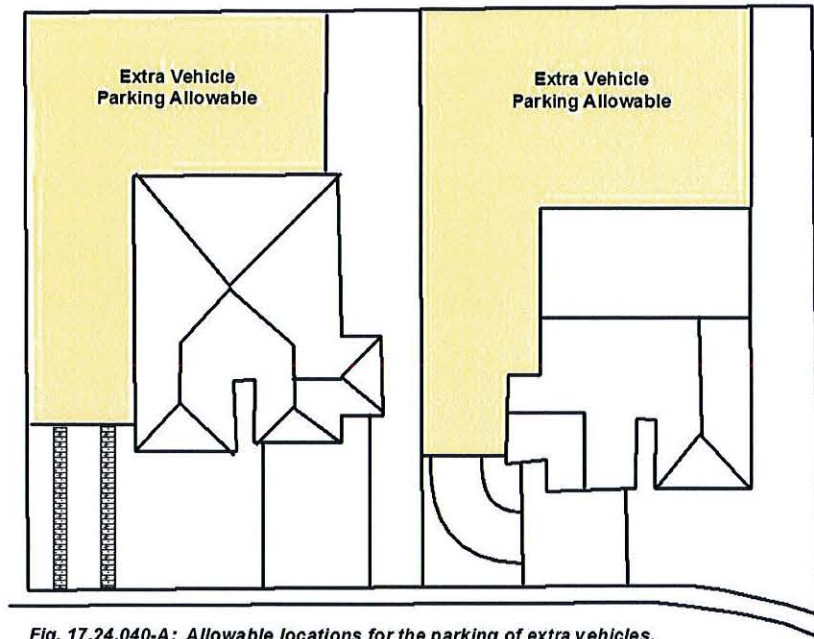 Extra Vehicle
Parking Allowable
Extra Vehicle
Parking Allowable
Fig. 17.24.040-A: Allowable locations for the parking of extra vehicles.